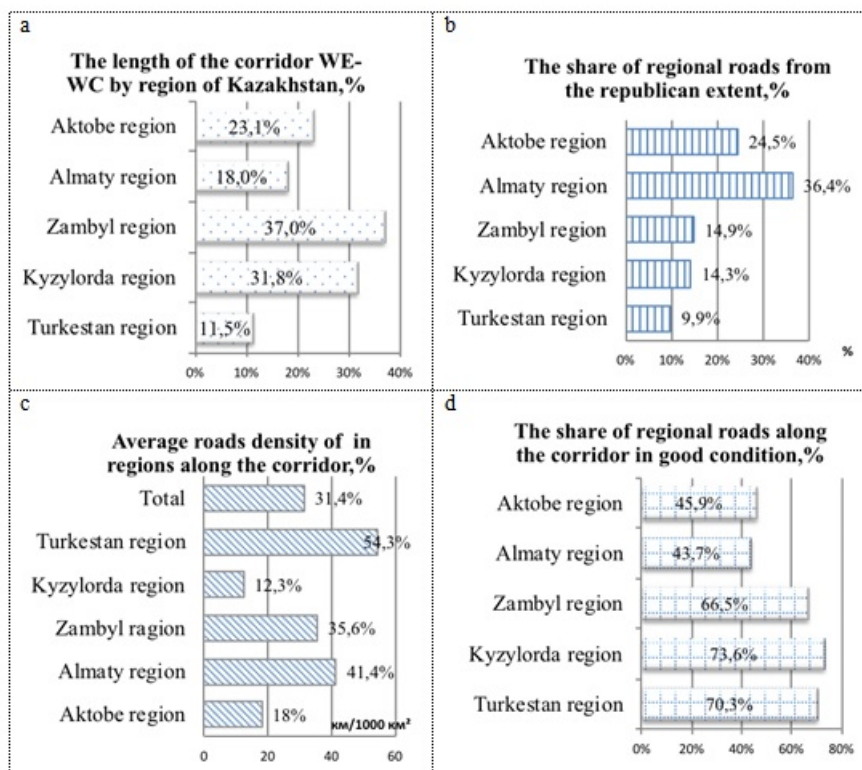 a
The length of the corridor WE-
WC by region of Kazakhstan,%
Aktobe region 23,1%
Almaty region 18,0%
Zambyl region 37,0%
Kyzylorda region 31,8%
Turkestan region 11,5%
0% 10% 20% 30% 40%
b
The share of regional roads from
the republican extent,%
Aktobe region 24,5%
Almaty region 36,4%
Zambyl region 14,9%
Kyzylorda region 14,3%
Turkestan region 9,9%
0% 10% 20% 30% 40% %
c
Average roads density of in
regions along the corridor,%
Total 31,4%
Turkestan region 54,3%
Kyzylorda region 12,3%
Zambyl ragion 35,6%
Almaty region 41,4%
Aktobe region 18% км/1000 км²
0 20 40 60
d
The share of regional roads along
the corridor in good condition,%
Aktobe region 45,9%
Almaty region 43,7%
Zambyl region 66,5%
Kyzylorda region 73,6%
Turkestan region 70,3%
0% 20% 40% 60% 80%